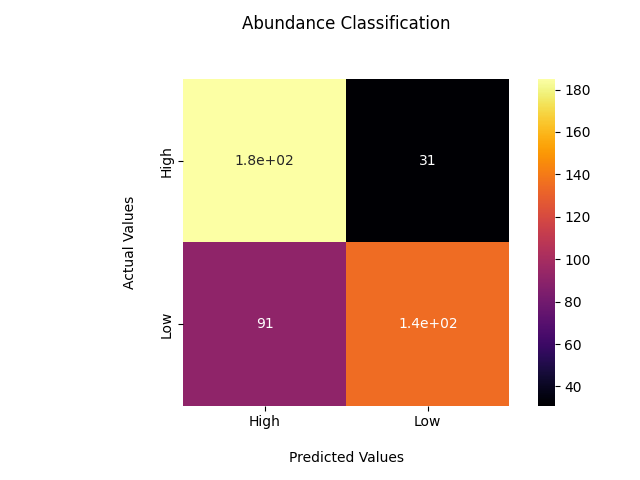 Abundance Classification
Actual Values
High
Low
1.8e+02
31
91
1.4e+02
High
Low
Predicted Values
180
160
140
120
100
80
60
40